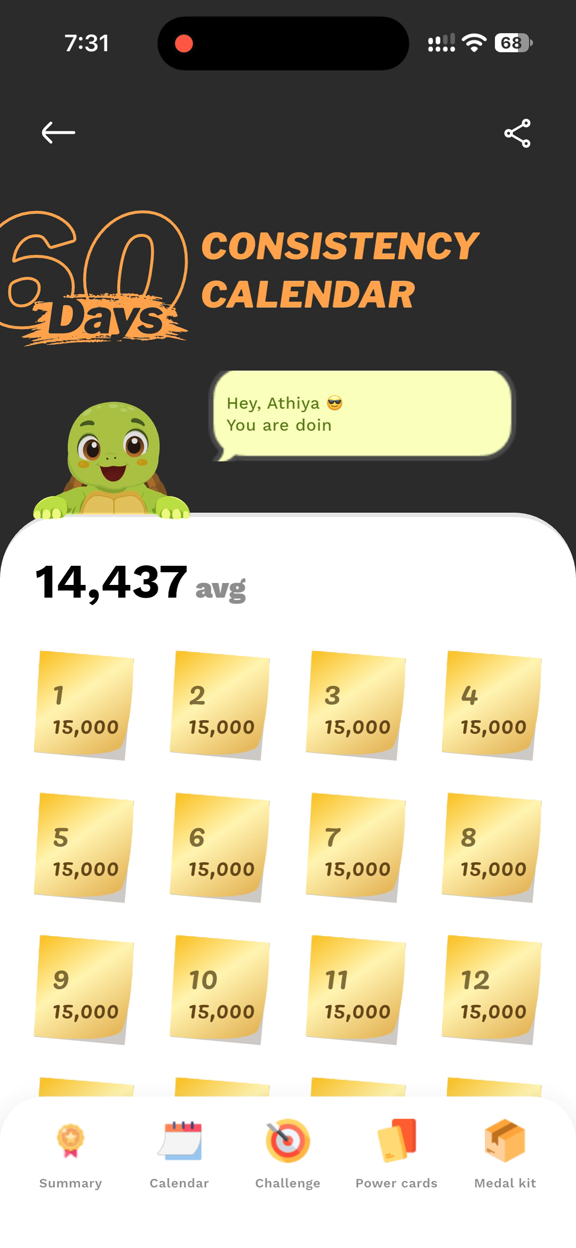 7:31
68
60
Days
CONSISTENCY
CALENDAR
Hey, Athiya 😎
You are doin
14,437 avg
1 2 3 4
15,000 15,000 15,000 15,000
5 6 7 8
15,000 15,000 15,000 15,000
9 10 11 12
15,000 15,000 15,000 15,000
Summary Calendar Challenge Power cards Medal kit